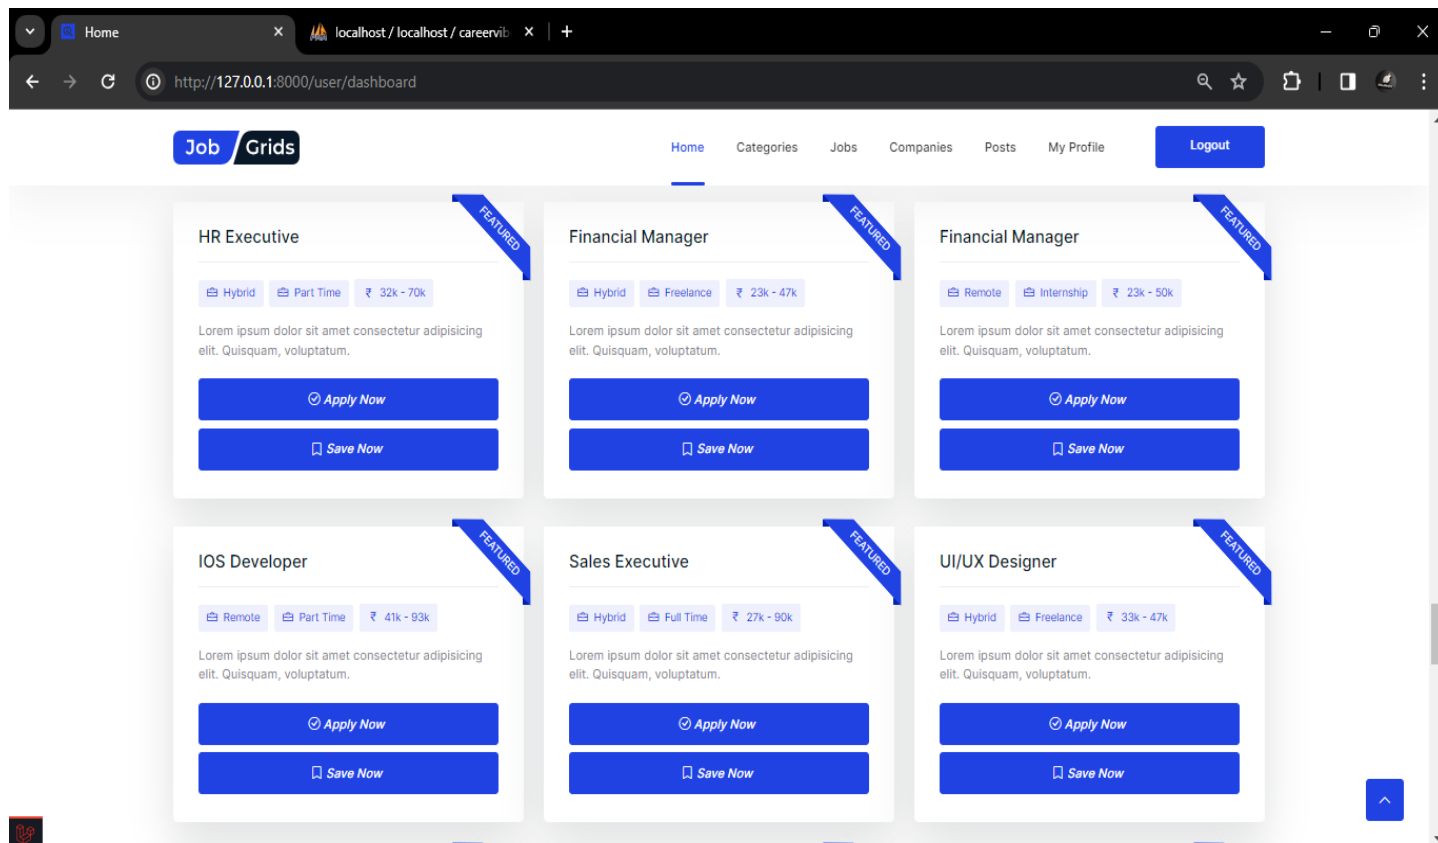 Home
localhost / localhost / careervib
http://127.0.0.1:8000/user/dashboard
Job Grids
Home Categories Jobs Companies Posts My Profile Logout
FEATURED FEATURED FEATURED
HR Executive Financial Manager Financial Manager
Hybrid Part Time ₹ 32k - 70k Hybrid Freelance ₹ 23k - 47k Remote Internship ₹ 23k - 50k
Lorem ipsum dolor sit amet consectetur adipisicing Lorem ipsum dolor sit amet consectetur adipisicing Lorem ipsum dolor sit amet consectetur adipisicing
elit. Quisquam, voluptatum. elit. Quisquam, voluptatum. elit. Quisquam, voluptatum.
Apply Now Apply Now Apply Now
Save Now Save Now Save Now
FEATURED FEATURED FEATURED
IOS Developer Sales Executive UI/UX Designer
Remote Part Time ₹ 41k - 93k Hybrid Full Time ₹ 27k - 90k Hybrid Freelance ₹ 33k - 47k
Lorem ipsum dolor sit amet consectetur adipisicing Lorem ipsum dolor sit amet consectetur adipisicing Lorem ipsum dolor sit amet consectetur adipisicing
elit. Quisquam, voluptatum. elit. Quisquam, voluptatum. elit. Quisquam, voluptatum.
Apply Now Apply Now Apply Now
Save Now Save Now Save Now